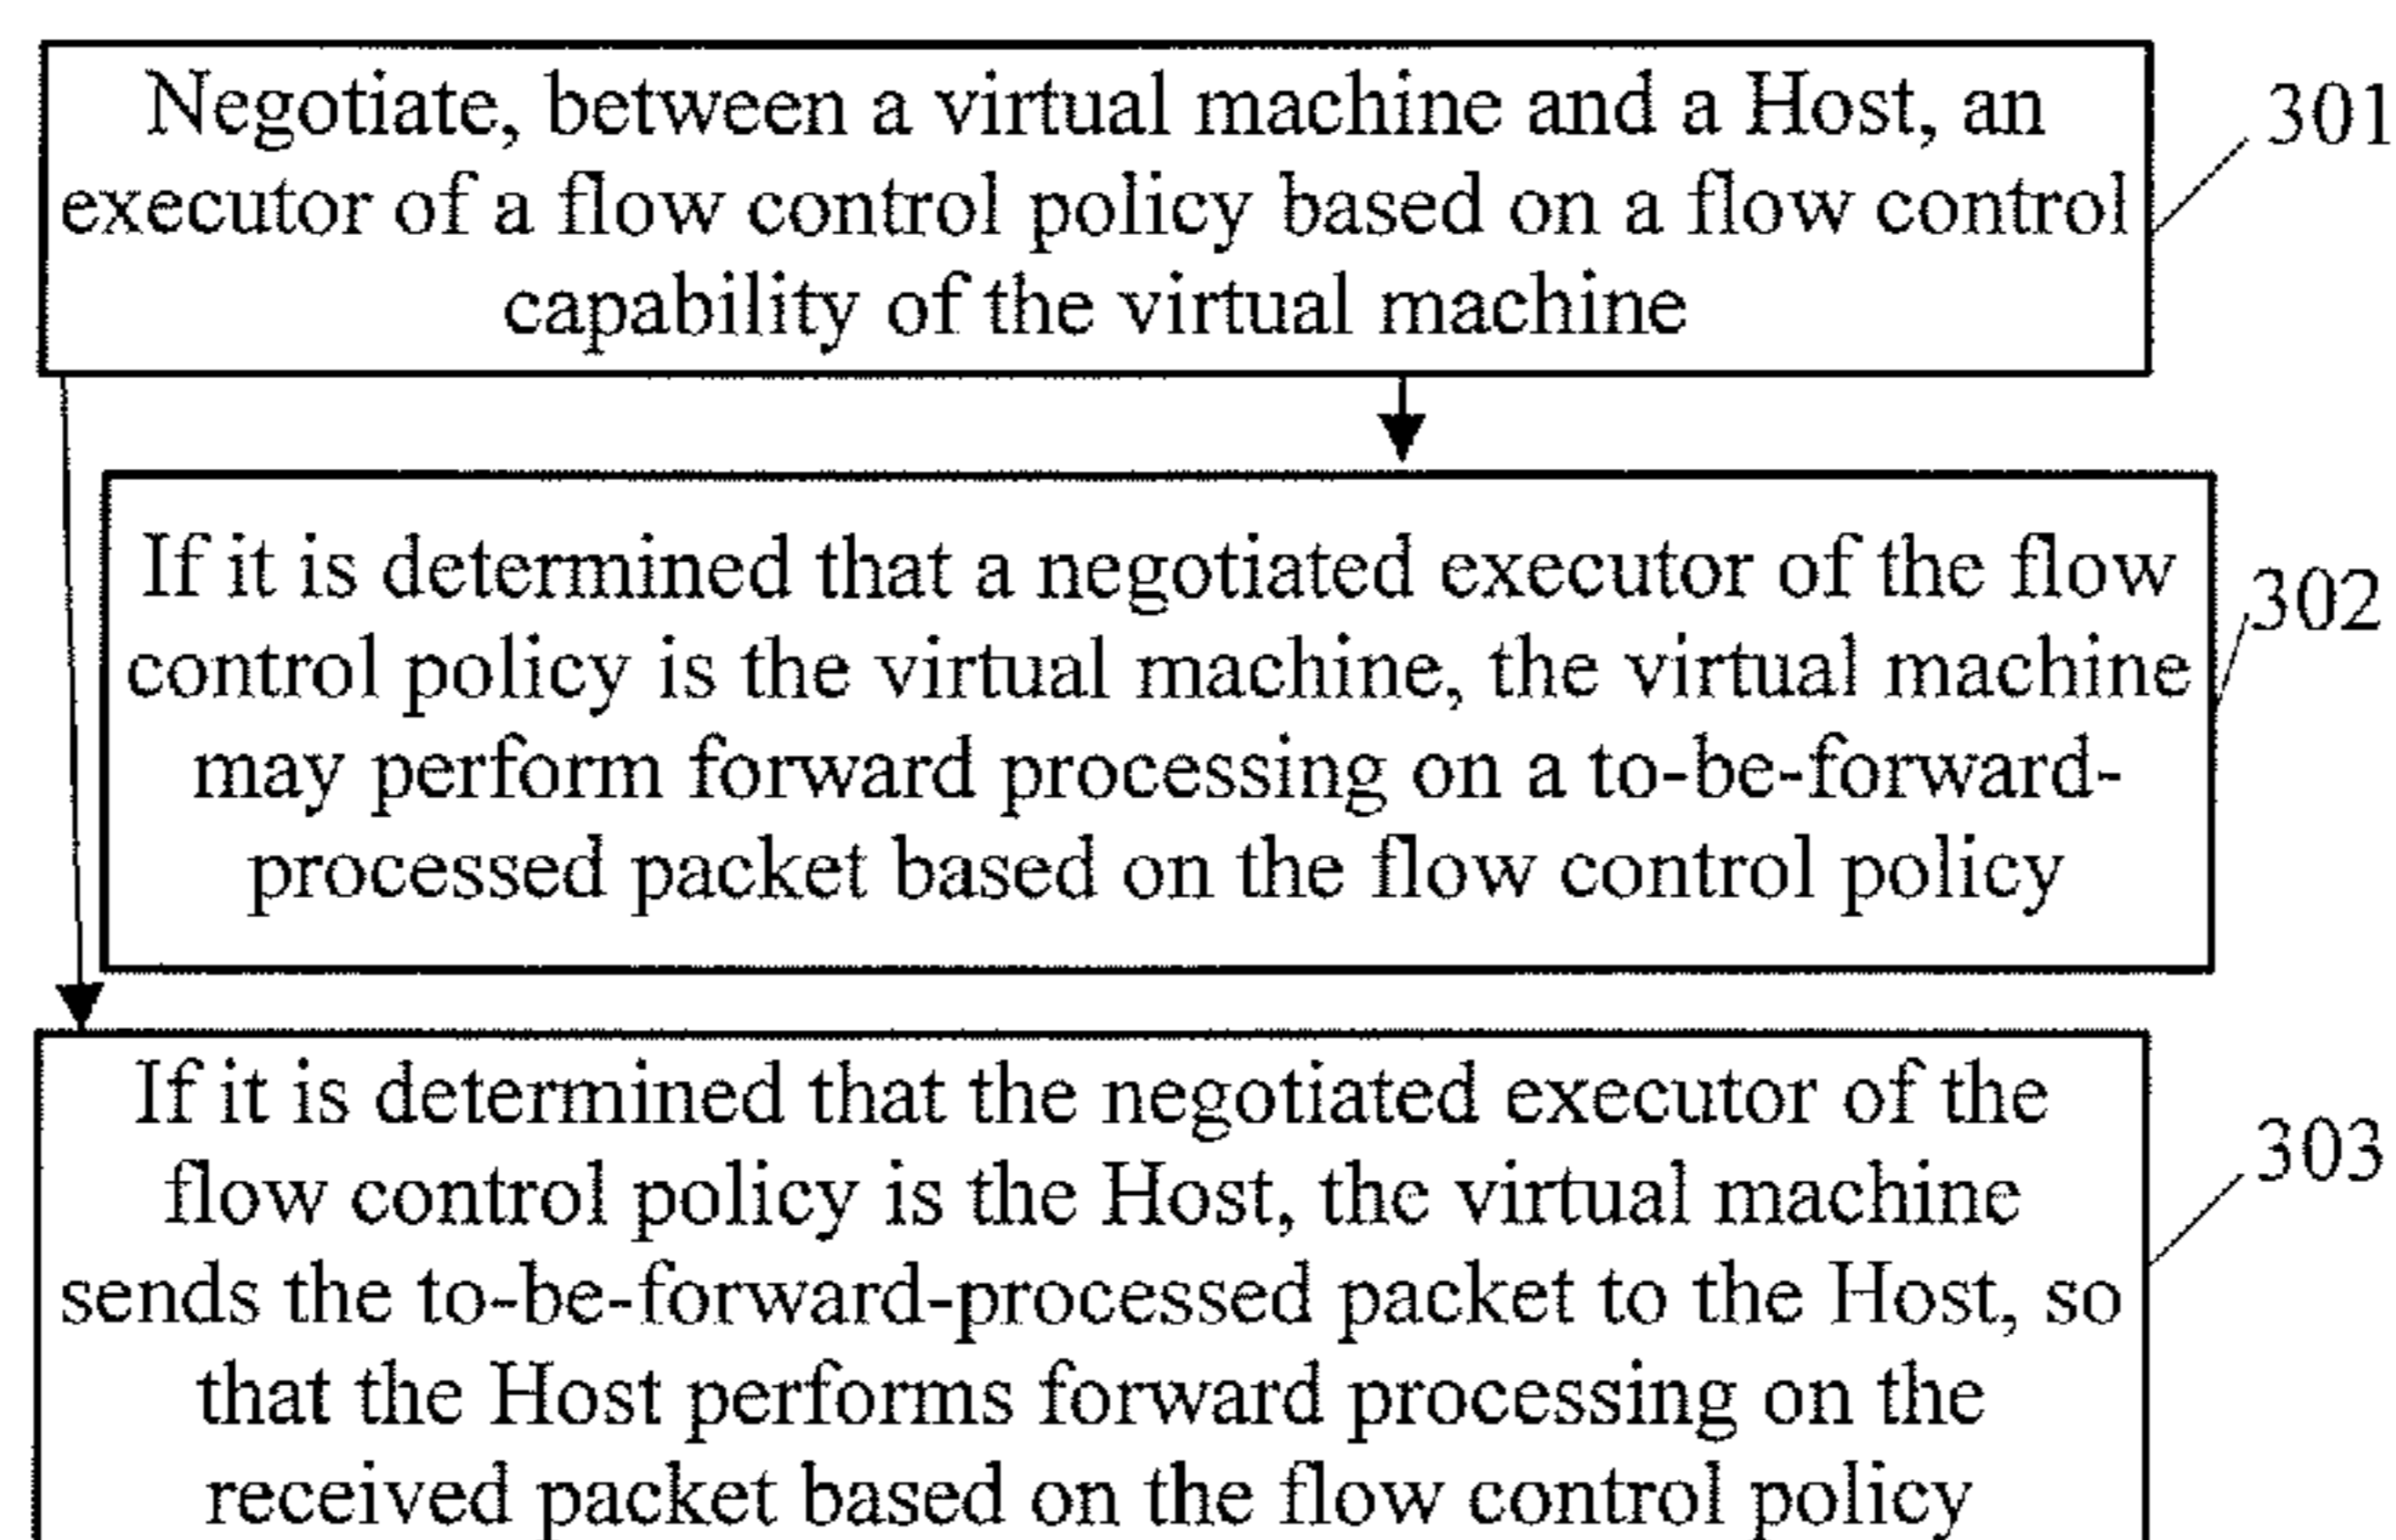 Negotiate, between a virtual machine and a Host, an
executor of a flow control policy based on a flow control
capability of the virtual machine
301
If it is determined that a negotiated executor of the flow
control policy is the virtual machine, the virtual machine
may perform forward processing on a to-be-forward-
processed packet based on the flow control policy
302
If it is determined that the negotiated executor of the
flow control policy is the Host, the virtual machine
sends the to-be-forward-processed packet to the Host, so
that the Host performs forward processing on the
received packet based on the flow control policy
303